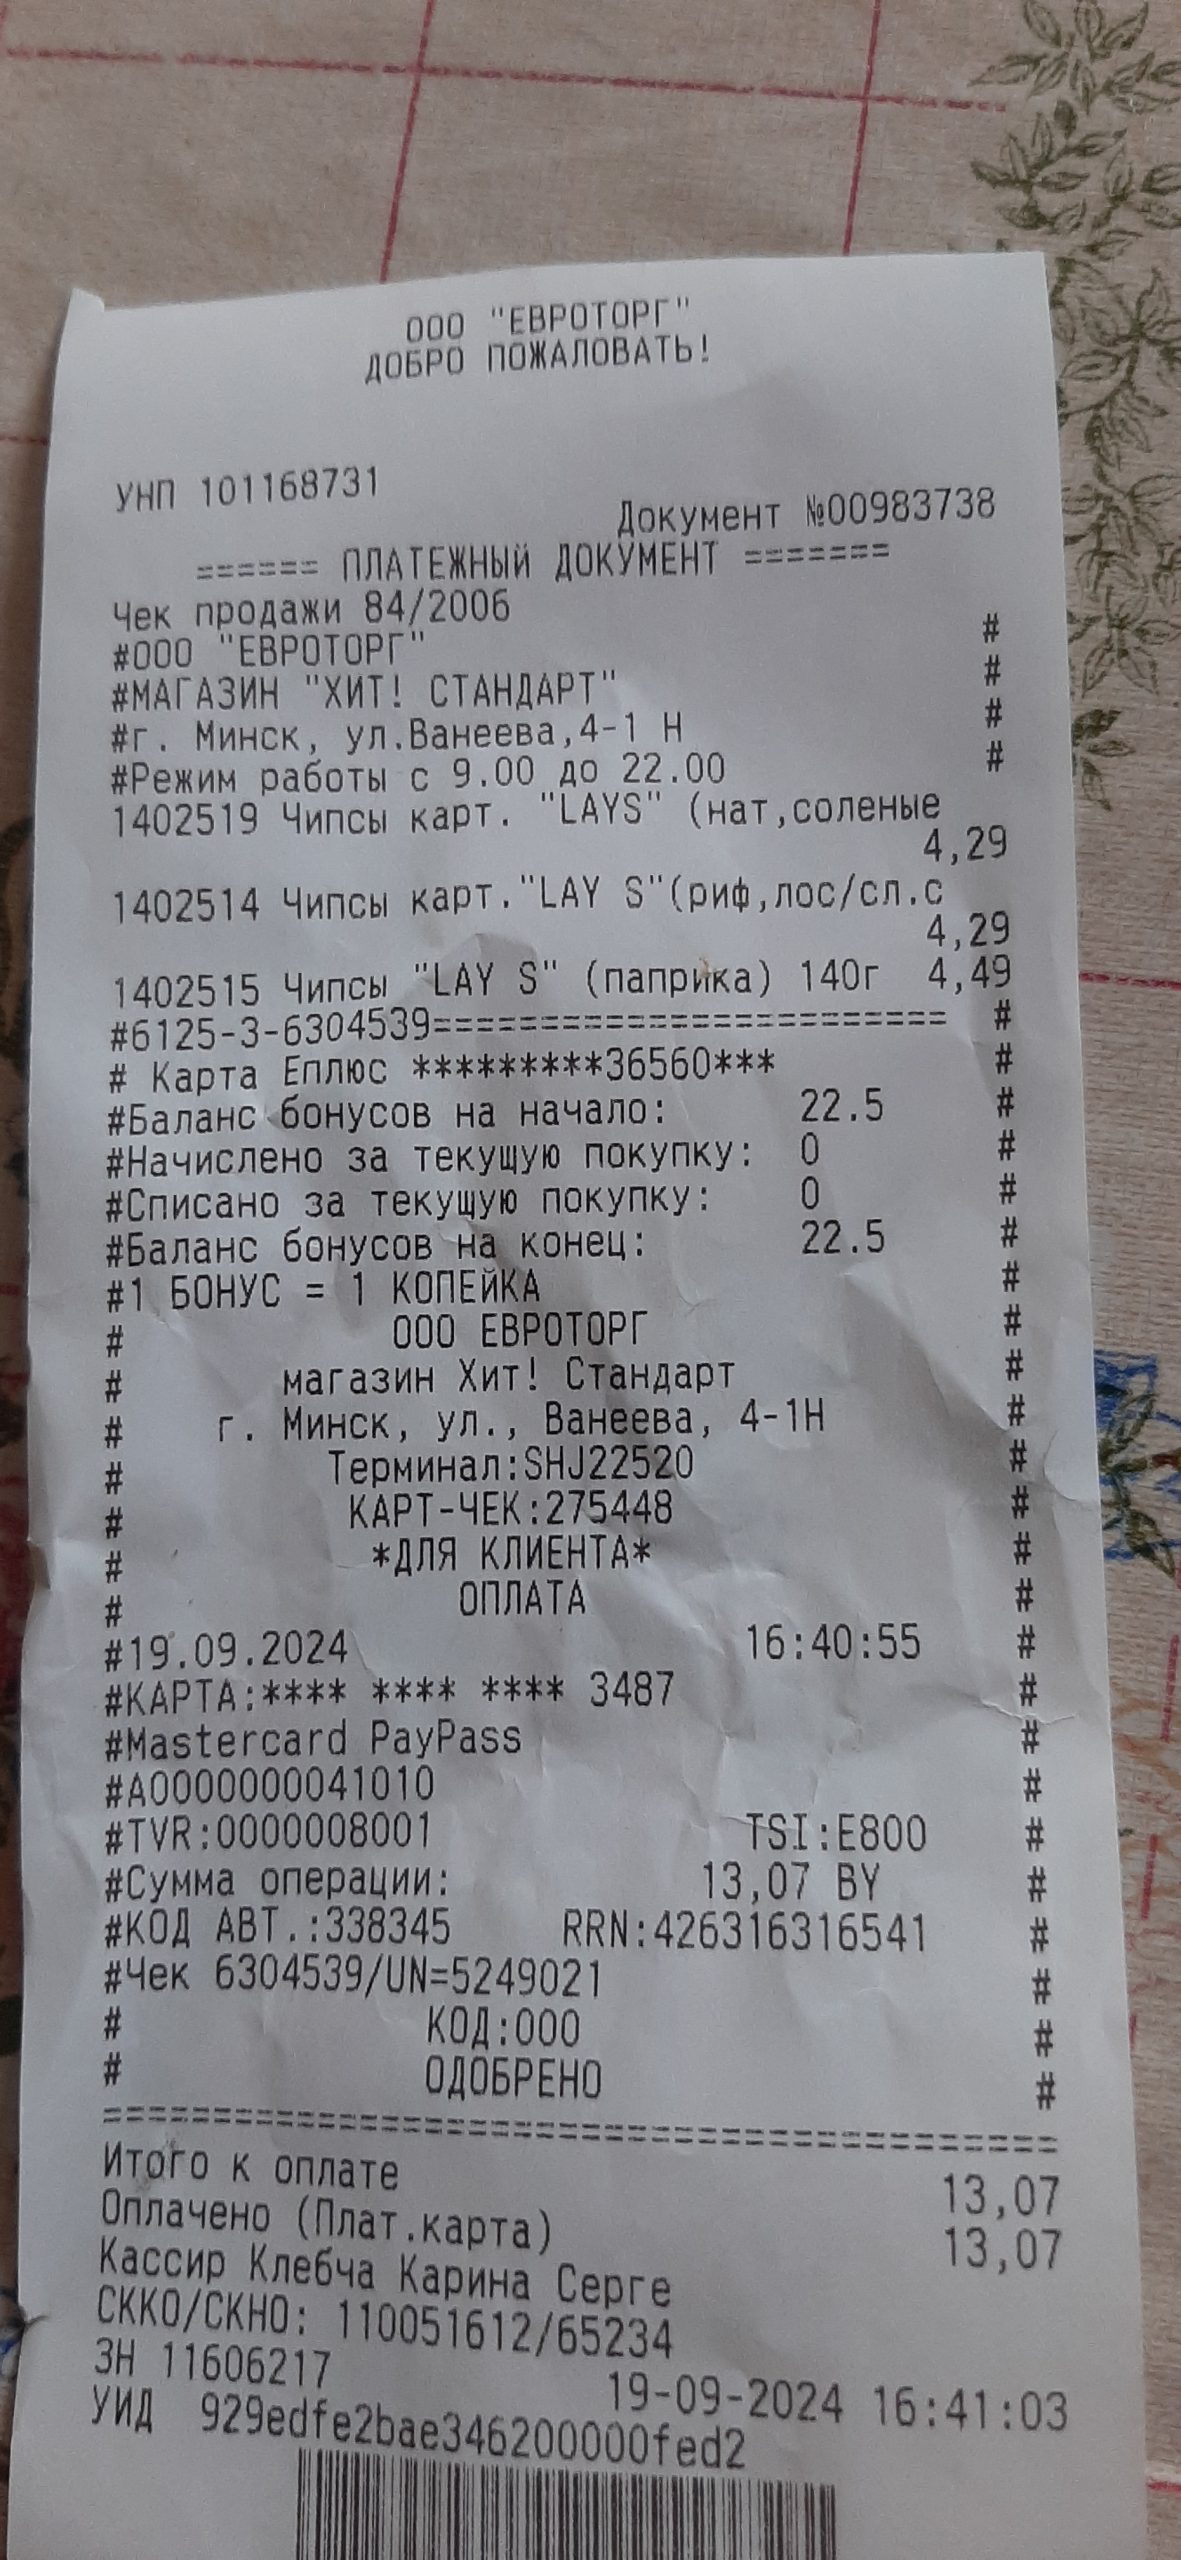 ООО "ЕВРОТОРГ"
ДОБРО ПОЖАЛОВАТЬ!
УНП 101168731
Документ №00983738
====== ПЛАТЕЖНЫЙ ДОКУМЕНТ =======
Чек продажи 84/2006
#ООО "ЕВРОТОРГ" #
#МАГАЗИН "ХИТ! СТАНДАРТ" #
#г. Минск, ул.Ванеева,4-1 Н #
#Режим работы с 9.00 до 22.00 #
1402519 Чипсы карт. "LAYS" (нат,соленые
4,29
1402514 Чипсы карт."LAY S"(риф,лос/сл.с
4,29
1402515 Чипсы "LAY S" (паприка) 140г 4,49
#6125-3-6304539======================== #
# Карта Еплюс *********36560*** #
#Баланс бонусов на начало: 22.5 #
#Начислено за текущую покупку: 0 #
#Списано за текущую покупку: 0 #
#Баланс бонусов на конец: 22.5 #
#1 БОНУС = 1 КОПЕЙКА #
# ООО ЕВРОТОРГ #
# магазин Хит! Стандарт #
# г. Минск, ул., Ванеева, 4-1Н #
# Терминал:SHJ22520 #
# КАРТ-ЧЕК:275448 #
# *ДЛЯ КЛИЕНТА* #
# ОПЛАТА #
#19.09.2024 16:40:55 #
#КАРТА:**** **** **** 3487 #
#Mastercard PayPass #
#A0000000041010 #
#TVR:0000008001 TSI:E800 #
#Сумма операции: 13,07 BY #
#КОД АВТ.:338345 RRN:426316316541 #
#Чек 6304539/UN=5249021 #
# КОД:000 #
# ОДОБРЕНО #
========================================
Итого к оплате 13,07
Оплачено (Плат.карта) 13,07
Кассир Клебча Карина Серге
СККО/СКНО: 110051612/65234
ЗН 11606217
19-09-2024 16:41:03
УИД 929edfe2bae346200000fed2